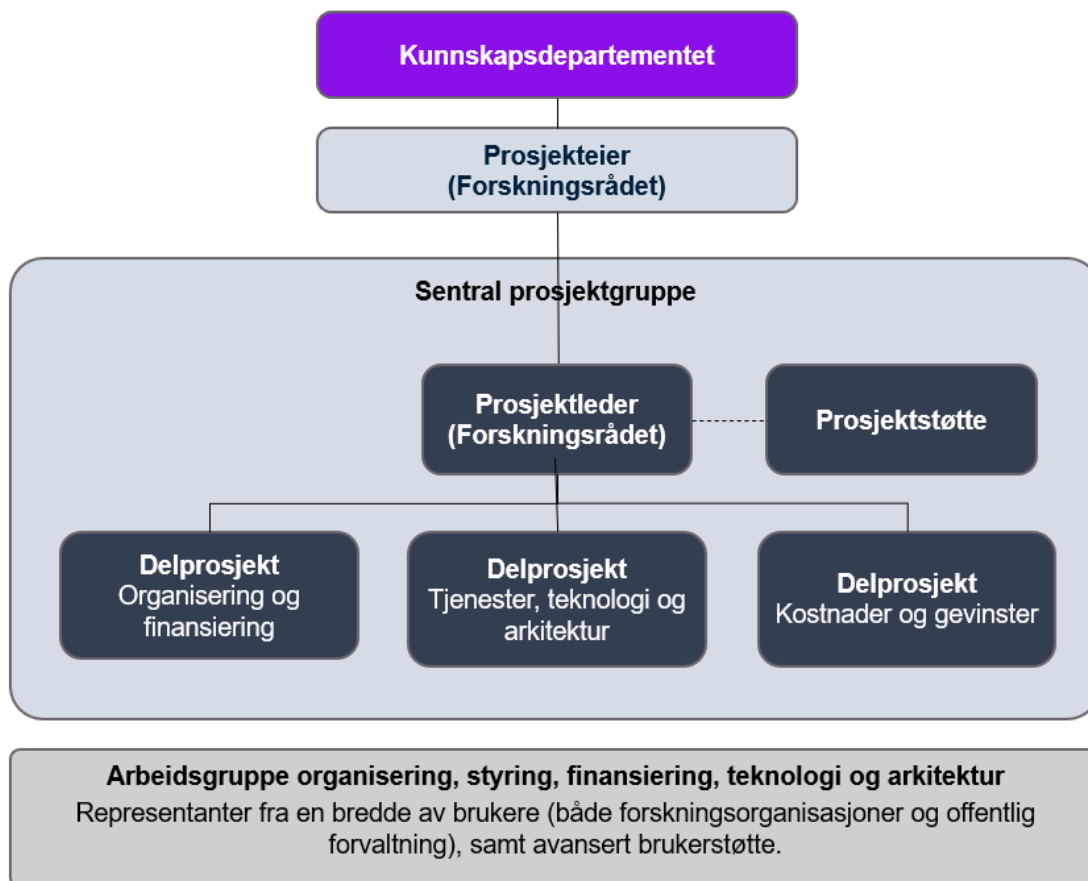 Kunnskapsdepartementet
Prosjekteier
(Forskningsrådet)
Sentral prosjektgruppe
Prosjektleder
(Forskningsrådet)
Prosjektstøtte
Delprosjekt
Organisering og
finansiering
Delprosjekt
Tjenester, teknologi og
arkitektur
Delprosjekt
Kostnader og gevinster
Arbeidsgruppe organisering, styring, finansiering, teknologi og arkitektur
Representanter fra en bredde av brukere (både forskningsorganisasjoner og offentlig
forvaltning), samt avansert brukerstøtte.